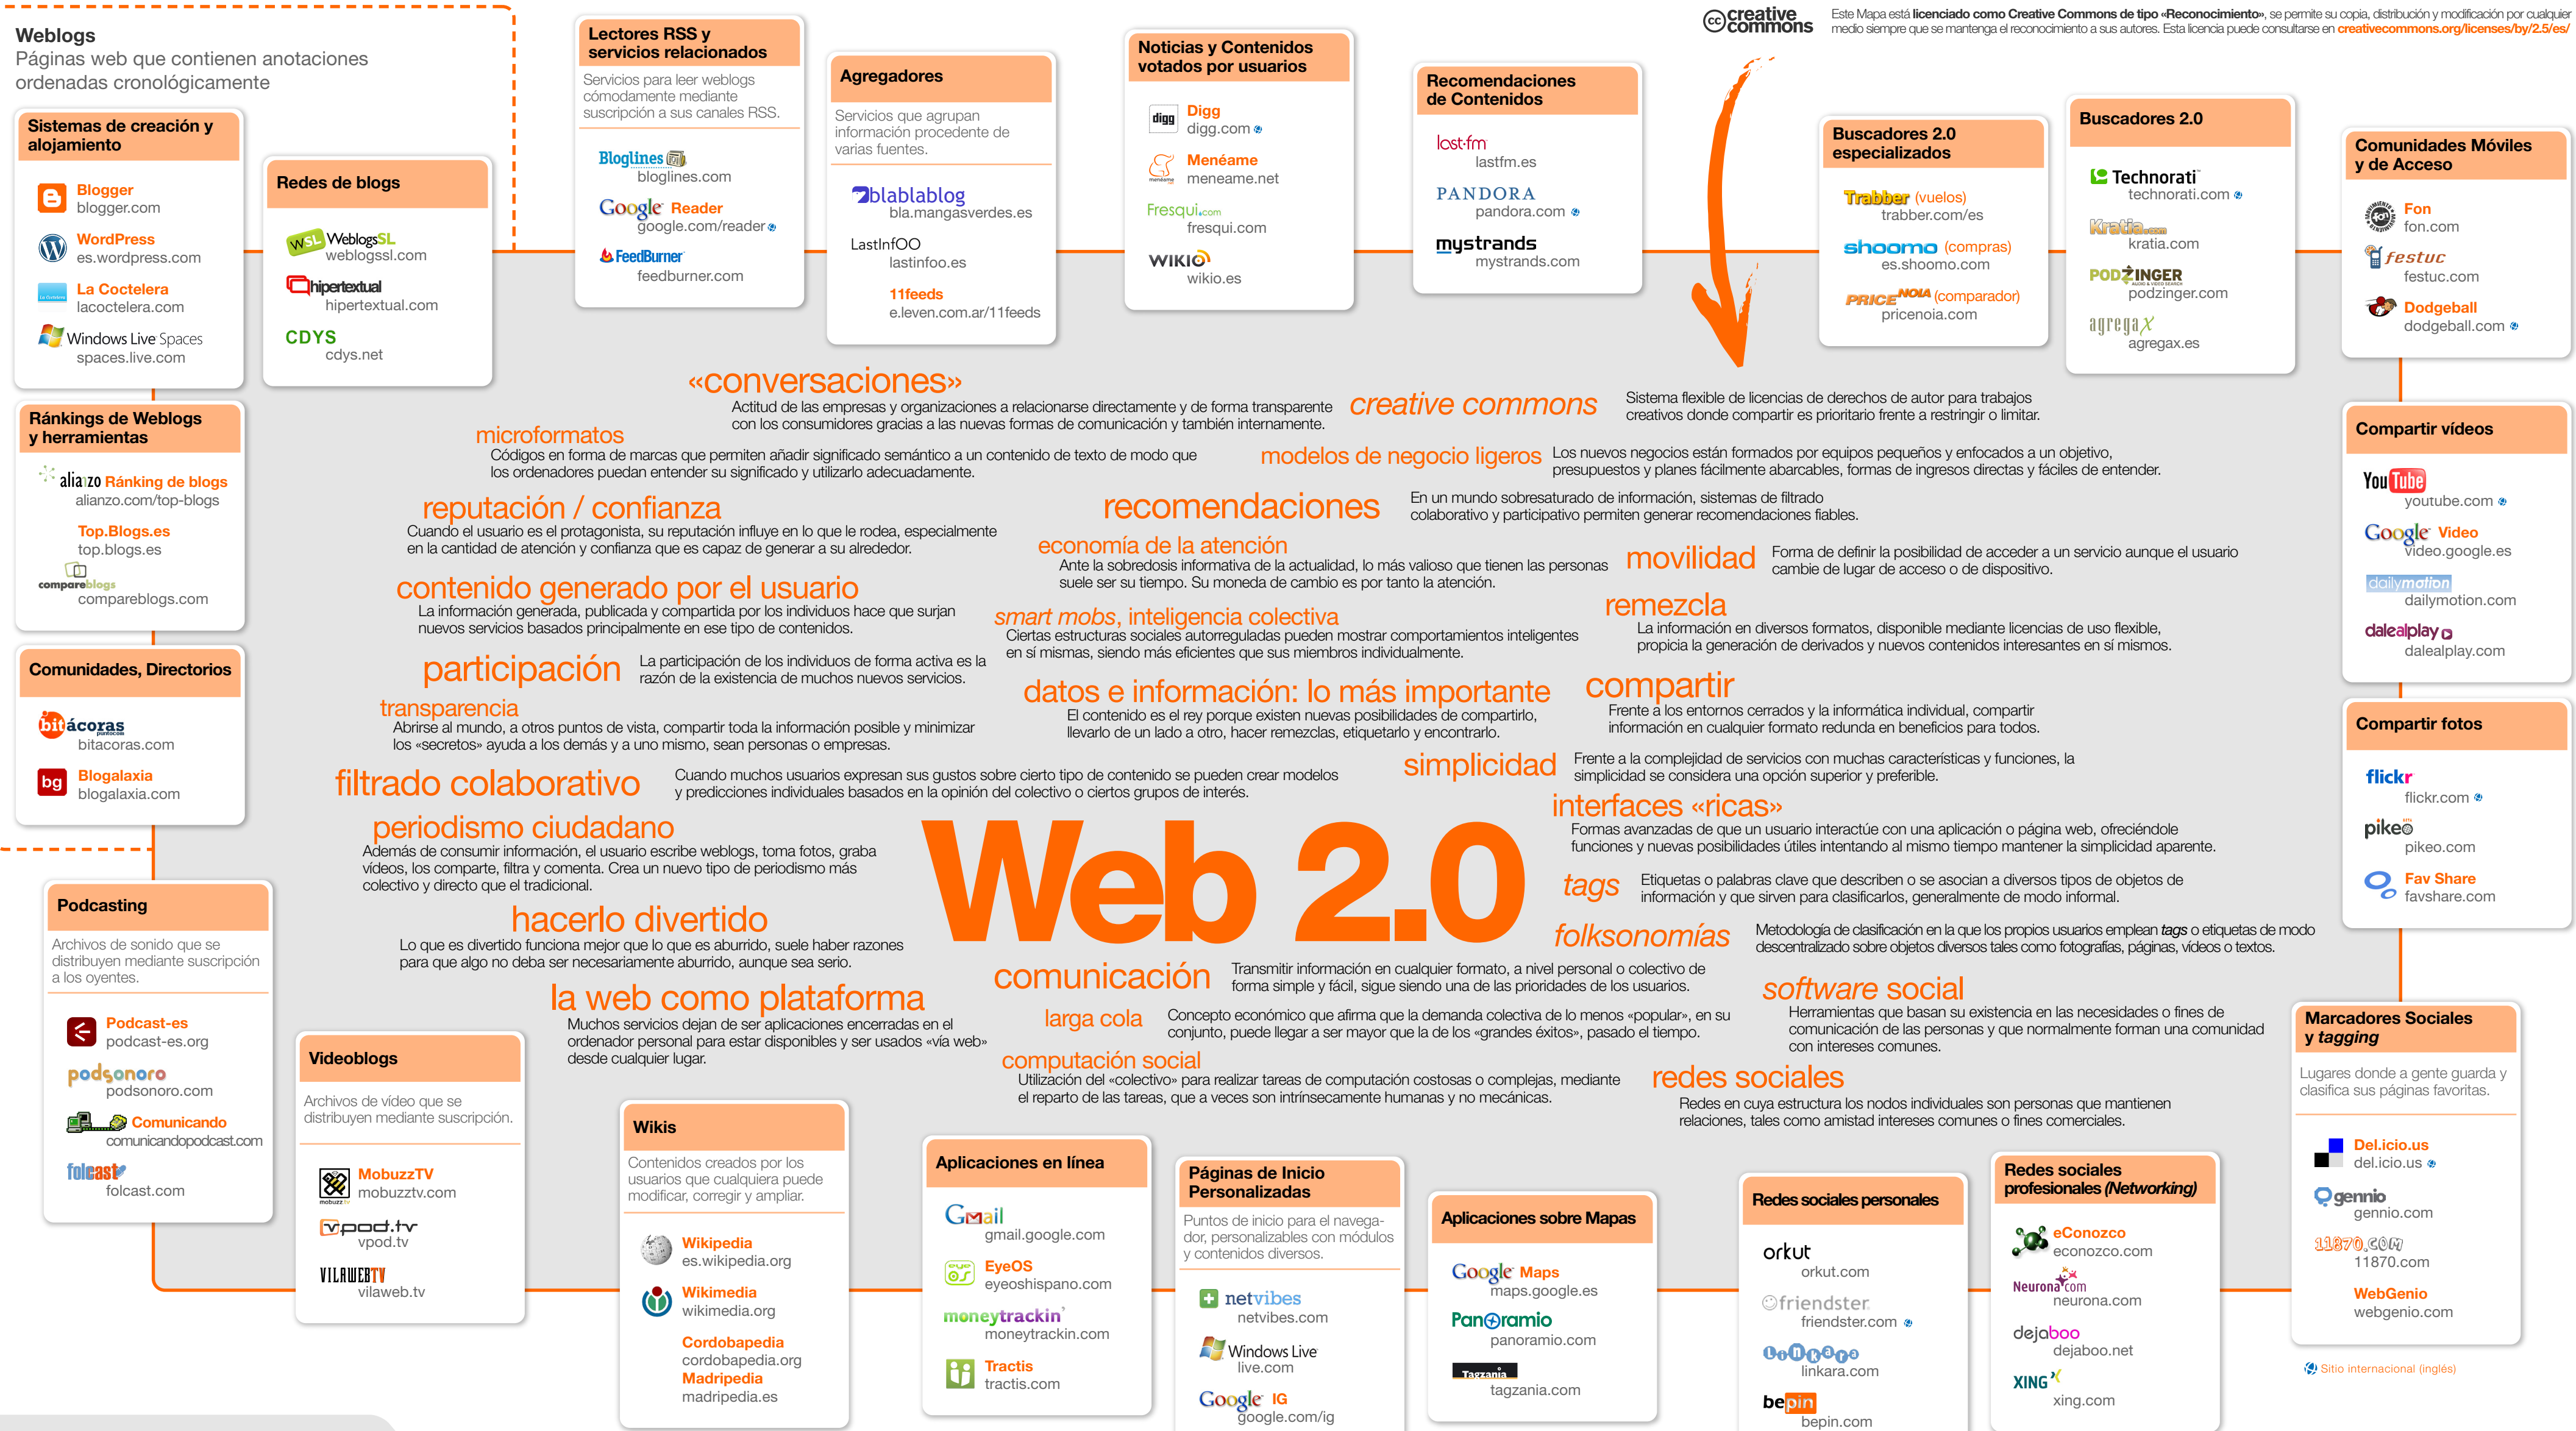 Weblogs
Páginas web que contienen anotaciones
ordenadas cronológicamente
creative
commons
Este Mapa está licenciado como Creative Commons de tipo «Reconocimiento», se permite su copia, distribución y modificación por cualquier
medio siempre que se mantenga el reconocimiento a sus autores. Esta licencia puede consultarse en creativecommons.org/licenses/by/2.5/es/
Sistemas de creación y
alojamiento
Blogger
blogger.com
WordPress
es.wordpress.com
La Coctelera
lacoctelera.com
Windows Live Spaces
spaces.live.com
Redes de blogs
WSL WeblogsSL
weblogssl.com
hipertextual
hipertextual.com
CDYS
cdys.net
Lectores RSS y
servicios relacionados
Servicios para leer weblogs
cómodamente mediante
suscripción a sus canales RSS.
Bloglines
bloglines.com
Google Reader
google.com/reader
FeedBurner
feedburner.com
Agregadores
Servicios que agrupan
información procedente de
varias fuentes.
blablablog
bla.mangasverdes.es
LastInfOO
lastinfoo.es
11feeds
e.leven.com.ar/11feeds
Noticias y Contenidos
votados por usuarios
digg Digg
digg.com
Menéame
menéame meneame.net
Fresqui.com
fresqui.com
WIKIO
wikio.es
Recomendaciones
de Contenidos
last.fm
lastfm.es
PANDORA
pandora.com
mystrands
mystrands.com
Buscadores 2.0
especializados
Trabber (vuelos)
trabber.com/es
shoomo (compras)
es.shoomo.com
PRICENOIA (comparador)
pricenoia.com
Buscadores 2.0
Technorati
technorati.com
Kratia.com
kratia.com
PODZINGER
AUDIO & VIDEO SEARCH
podzinger.com
agregaX
agregax.es
Comunidades Móviles
y de Acceso
Fon
fon.com
festuc
festuc.com
Dodgeball
dodgeball.com
Ránkings de Weblogs
y herramientas
alianzo Ránking de blogs
alianzo.com/top-blogs
Top.Blogs.es
top.blogs.es
compareblogs
compareblogs.com
Comunidades, Directorios
bitácoras
puntocom
bitacoras.com
bg Blogalaxia
blogalaxia.com
«conversaciones»
Actitud de las empresas y organizaciones a relacionarse directamente y de forma transparente
con los consumidores gracias a las nuevas formas de comunicación y también internamente.
creative commons
Sistema flexible de licencias de derechos de autor para trabajos
creativos donde compartir es prioritario frente a restringir o limitar.
microformatos
Códigos en forma de marcas que permiten añadir significado semántico a un contenido de texto de modo que
los ordenadores puedan entender su significado y utilizarlo adecuadamente.
modelos de negocio ligeros
Los nuevos negocios están formados por equipos pequeños y enfocados a un objetivo,
presupuestos y planes fácilmente abarcables, formas de ingresos directas y fáciles de entender.
reputación / confianza
Cuando el usuario es el protagonista, su reputación influye en lo que le rodea, especialmente
en la cantidad de atención y confianza que es capaz de generar a su alrededor.
recomendaciones
En un mundo sobresaturado de información, sistemas de filtrado
colaborativo y participativo permiten generar recomendaciones fiables.
economía de la atención
Ante la sobredosis informativa de la actualidad, lo más valioso que tienen las personas
suele ser su tiempo. Su moneda de cambio es por tanto la atención.
movilidad
Forma de definir la posibilidad de acceder a un servicio aunque el usuario
cambie de lugar de acceso o de dispositivo.
contenido generado por el usuario
La información generada, publicada y compartida por los individuos hace que surjan
nuevos servicios basados principalmente en ese tipo de contenidos.
smart mobs, inteligencia colectiva
Ciertas estructuras sociales autorreguladas pueden mostrar comportamientos inteligentes
en sí mismas, siendo más eficientes que sus miembros individualmente.
remezcla
La información en diversos formatos, disponible mediante licencias de uso flexible,
propicia la generación de derivados y nuevos contenidos interesantes en sí mismos.
participación
La participación de los individuos de forma activa es la
razón de la existencia de muchos nuevos servicios.
datos e información: lo más importante
El contenido es el rey porque existen nuevas posibilidades de compartirlo,
llevarlo de un lado a otro, hacer remezclas, etiquetarlo y encontrarlo.
compartir
Frente a los entornos cerrados y la informática individual, compartir
información en cualquier formato redunda en beneficios para todos.
transparencia
Abrirse al mundo, a otros puntos de vista, compartir toda la información posible y minimizar
los «secretos» ayuda a los demás y a uno mismo, sean personas o empresas.
filtrado colaborativo
Cuando muchos usuarios expresan sus gustos sobre cierto tipo de contenido se pueden crear modelos
y predicciones individuales basados en la opinión del colectivo o ciertos grupos de interés.
simplicidad
Frente a la complejidad de servicios con muchas características y funciones, la
simplicidad se considera una opción superior y preferible.
periodismo ciudadano
Además de consumir información, el usuario escribe weblogs, toma fotos, graba
vídeos, los comparte, filtra y comenta. Crea un nuevo tipo de periodismo más
colectivo y directo que el tradicional.
Web 2.0
interfaces «ricas»
Formas avanzadas de que un usuario interactúe con una aplicación o página web, ofreciéndole
funciones y nuevas posibilidades útiles intentando al mismo tiempo mantener la simplicidad aparente.
tags
Etiquetas o palabras clave que describen o se asocian a diversos tipos de objetos de
información y que sirven para clasificarlos, generalmente de modo informal.
hacerlo divertido
Lo que es divertido funciona mejor que lo que es aburrido, suele haber razones
para que algo no deba ser necesariamente aburrido, aunque sea serio.
folksonomías
Metodología de clasificación en la que los propios usuarios emplean tags o etiquetas de modo
descentralizado sobre objetos diversos tales como fotografías, páginas, vídeos o textos.
la web como plataforma
Muchos servicios dejan de ser aplicaciones encerradas en el
ordenador personal para estar disponibles y ser usados «vía web»
desde cualquier lugar.
comunicación
Transmitir información en cualquier formato, a nivel personal o colectivo de
forma simple y fácil, sigue siendo una de las prioridades de los usuarios.
software social
Herramientas que basan su existencia en las necesidades o fines de
comunicación de las personas y que normalmente forman una comunidad
con intereses comunes.
larga cola
Concepto económico que afirma que la demanda colectiva de lo menos «popular», en su
conjunto, puede llegar a ser mayor que la de los «grandes éxitos», pasado el tiempo.
computación social
Utilización del «colectivo» para realizar tareas de computación costosas o complejas, mediante
el reparto de las tareas, que a veces son intrínsecamente humanas y no mecánicas.
redes sociales
Redes en cuya estructura los nodos individuales son personas que mantienen
relaciones, tales como amistad intereses comunes o fines comerciales.
Compartir vídeos
YouTube
youtube.com
Google Video
video.google.es
dailymotion
dailymotion.com
dalealplay
dalealplay.com
Compartir fotos
flickr
flickr.com
pikeo
pikeo.com
Fav Share
favshare.com
Podcasting
Archivos de sonido que se
distribuyen mediante suscripción
a los oyentes.
Podcast-es
podcast-es.org
podsonoro
podsonoro.com
Comunicando
comunicandopodcast.com
folcast
folcast.com
Videoblogs
Archivos de vídeo que se
distribuyen mediante suscripción.
MobuzzTV
mobuzztv mobuzztv.com
vpod.tv
vpod.tv
VILAWEBTV
vilaweb.tv
Wikis
Contenidos creados por los
usuarios que cualquiera puede
modificar, corregir y ampliar.
Wikipedia
es.wikipedia.org
Wikimedia
wikimedia.org
Cordobapedia
cordobapedia.org
Madripedia
madripedia.es
Aplicaciones en línea
Gmail
gmail.google.com
eyeos EyeOS
eyeoshispano.com
moneytrackin'
moneytrackin.com
Tractis
tractis.com
Páginas de Inicio
Personalizadas
Puntos de inicio para el navega-
dor, personalizables con módulos
y contenidos diversos.
netvibes
netvibes.com
Windows Live
live.com
Google IG
google.com/ig
Aplicaciones sobre Mapas
Google Maps
maps.google.es
Panoramio
panoramio.com
Tagzania
tagzania.com
Redes sociales personales
orkut
orkut.com
friendster
friendster.com
Linkara
linkara.com
bepin
bepin.com
Redes sociales
profesionales (Networking)
eConozco
econozco.com
Neurona.com
neurona.com
dejaboo
dejaboo.net
XING
xing.com
Marcadores Sociales
y tagging
Lugares donde a gente guarda y
clasifica sus páginas favoritas.
Del.icio.us
del.icio.us
gennio
gennio.com
11870.COM
11870.com
WebGenio
webgenio.com
Sitio internacional (inglés)